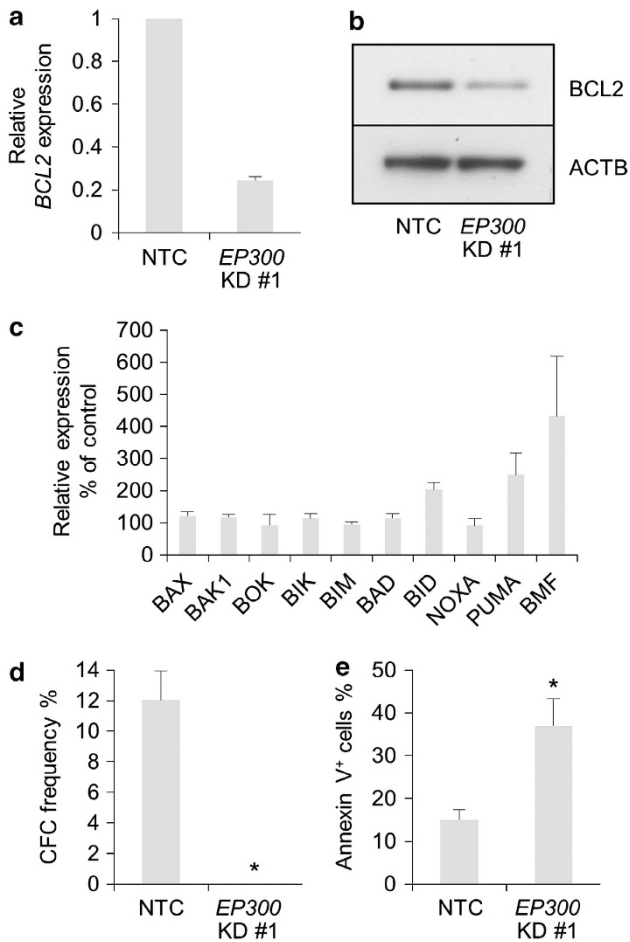 a
Relative
BCL2 expression
1
0.8
0.6
0.4
0.2
0
NTC
EP300
KD #1
b
BCL2
ACTB
NTC
EP300
KD #1
c
Relative expression
% of control
700
600
500
400
300
200
100
0
BAX
BAK1
BOK
BIK
BIM
BAD
BID
NOXA
PUMA
BMF
d
CFC frequency %
14
12
10
8
6
4
2
0
*
NTC
EP300
KD #1
e
Annexin V+ cells %
50
40
30
20
10
0
*
NTC
EP300
KD #1